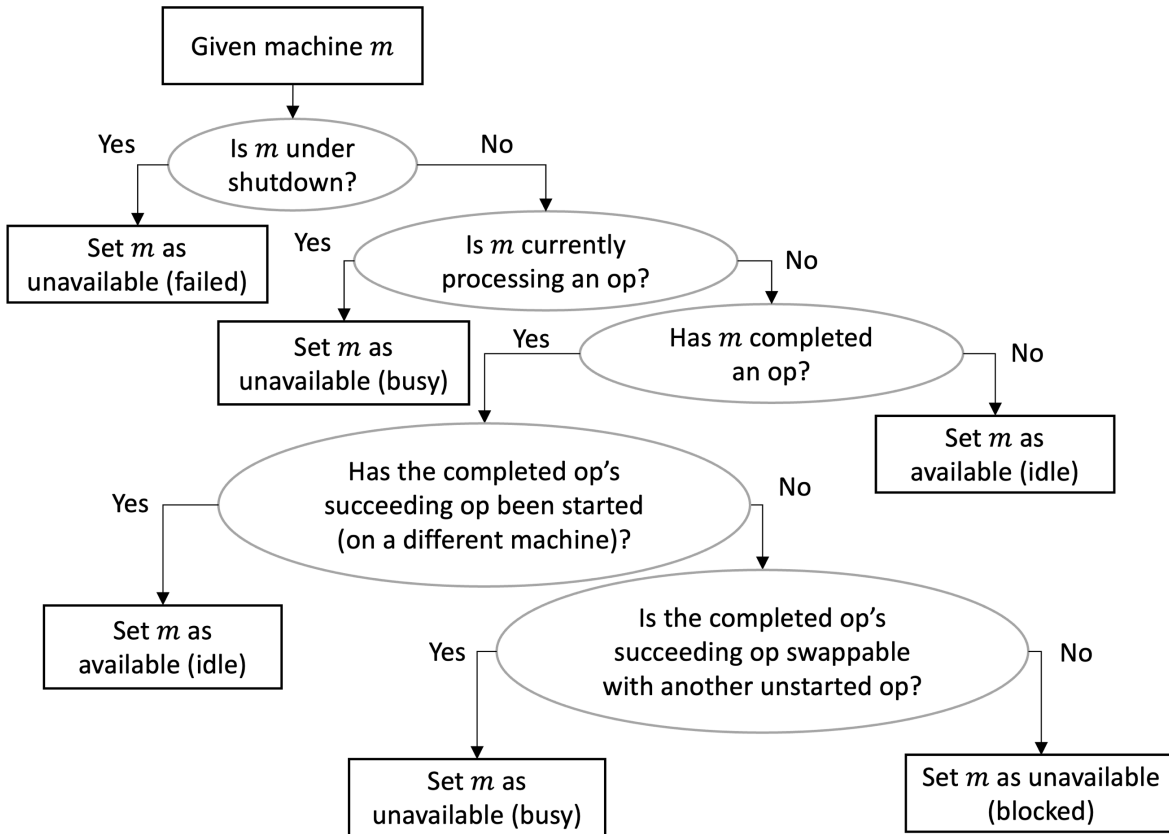 Given machine m
Yes
Is m under
shutdown?
No
Set m as
unavailable (failed)
Yes
Is m currently
processing an op?
No
Set m as
unavailable (busy)
Yes
Has m completed
an op?
No
Set m as
available (idle)
Yes
Has the completed op’s
succeeding op been started
(on a different machine)?
No
Set m as
available (idle)
Yes
Is the completed op’s
succeeding op swappable
with another unstarted op?
No
Set m as
unavailable (busy)
Set m as unavailable
(blocked)